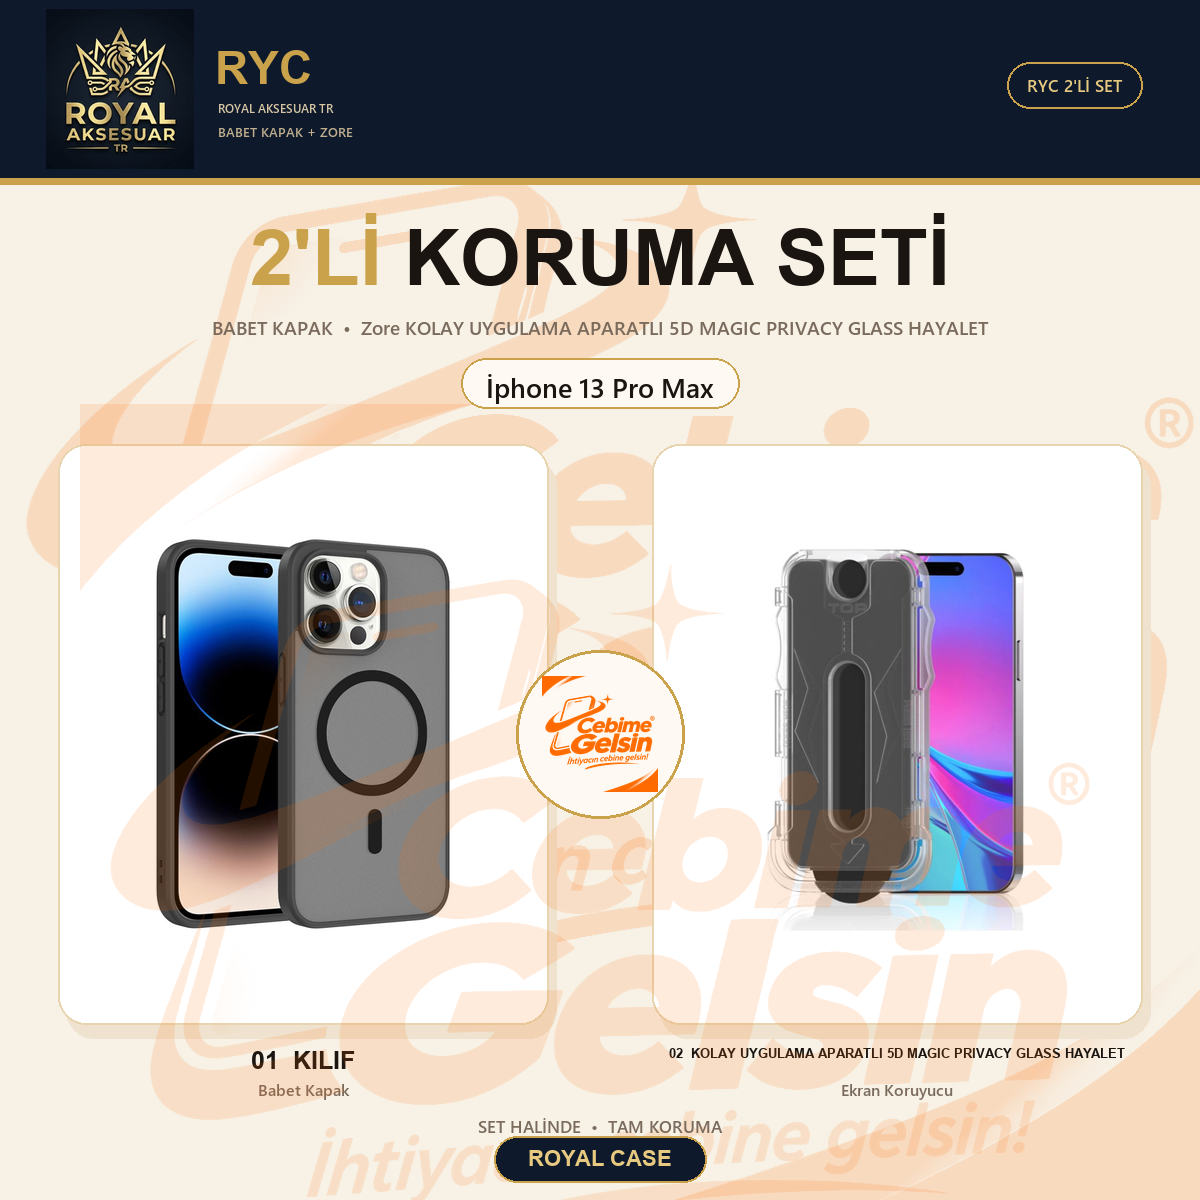 ROYAL
AKSESUAR
TR
RYC
ROYAL AKSESUAR TR
BABET KAPAK + ZORE
RYC 2'Lİ SET
2'Lİ KORUMA SETİ
BABET KAPAK • Zore KOLAY UYGULAMA APARATLI 5D MAGIC PRIVACY GLASS HAYALET
İphone 13 Pro Max
®
TOP
Cebime®
Gelsin
İhtiyacın cebine gelsin!
Cebime®
Gelsin
01 KILIF
Babet Kapak
02 KOLAY UYGULAMA APARATLI 5D MAGIC PRIVACY GLASS HAYALET
Ekran Koruyucu
SET HALİNDE • TAM KORUMA
ROYAL CASE